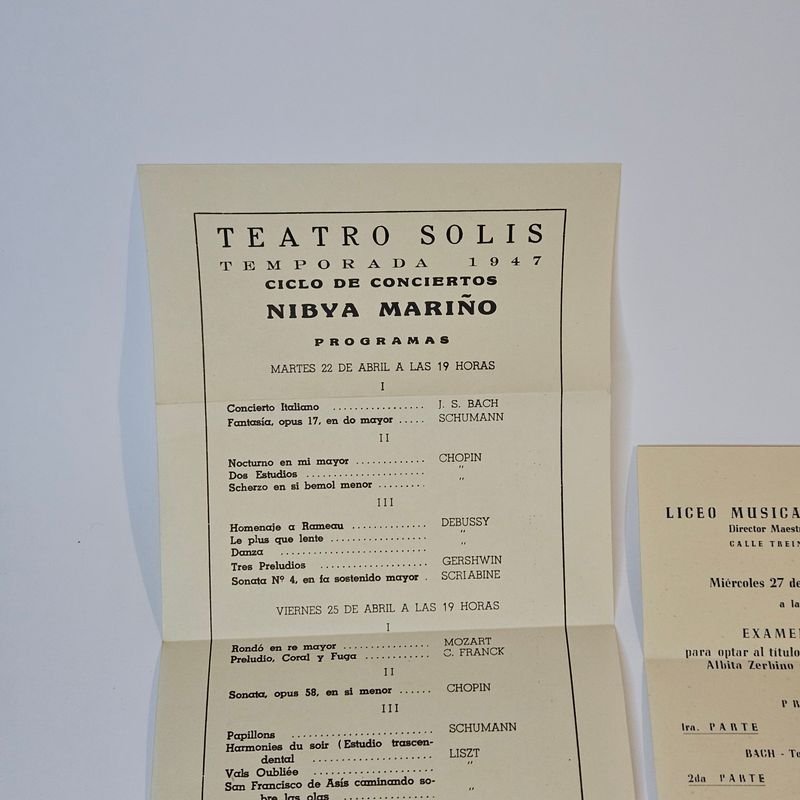 TEATRO SOLIS
TEMPORADA 1947
CICLO DE CONCIERTOS
NIBYA MARIÑO
PROGRAMAS
MARTES 22 DE ABRIL A LAS 19 HORAS
I
Concierto Italiano ................. J. S. BACH
Fantasía, opus 17, en do mayor ..... SCHUMANN
II
Nocturno en mi mayor ............. CHOPIN
Dos Estudios ...................... „
Scherzo en si bemol menor ......... „
III
Homenaje a Rameau .............. DEBUSSY
Le plus que lente .................. „
Danza ........................... „
Tres Preludios .................... GERSHWIN
Sonata Nº 4, en fa sostenido mayor . SCRIABINE
VIERNES 25 DE ABRIL A LAS 19 HORAS
I
Rondó en re mayor ................ MOZART
Preludio, Coral y Fuga ............ C. FRANCK
II
Sonata, opus 58, en si menor ...... CHOPIN
III
Papillons ......................... SCHUMANN
Harmonies du soir (Estudio trascen-
dental ...................... LISZT
Vals Oubliée ..................... „
San Francisco de Asís caminando so-
bre las olas ................. „
LICEO MUSICA
Director Maest
CALLE TREIN
Miércoles 27 de
a la
EXAMEN
para optar al título
Albita Zerbino
PR
1ra. PARTE
BACH - To
2da PARTE